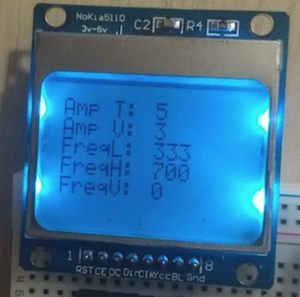 NoKia5110
3v-5v
C2 R4
Amp T: 5
Amp V: 3
FreqL: 333
FreqH: 700
FreqV: 0
1 8
RST CE DC Din Clk Vcc BL Gnd